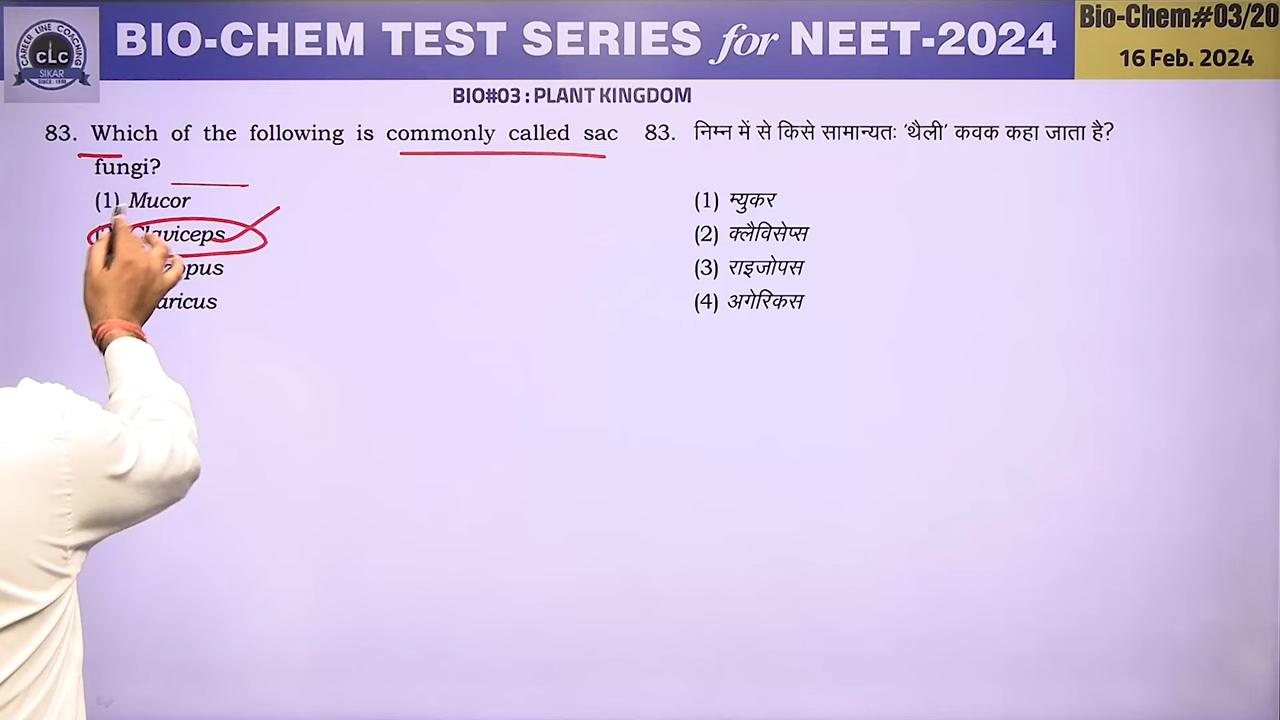 CAREER LINE COACHING
CLC
SIKAR
BIO-CHEM TEST SERIES for NEET-2024
Bio-Chem#03/20
16 Feb. 2024
BIO#03 : PLANT KINGDOM
83. Which of the following is commonly called sac
fungi?
(1) Mucor
Claviceps
opus
aricus
83. निम्न में से किसे सामान्यतः ‘थैली’ कवक कहा जाता है?
(1) म्युकर
(2) क्लैविसेप्स
(3) राइजोपस
(4) अगेरिकस